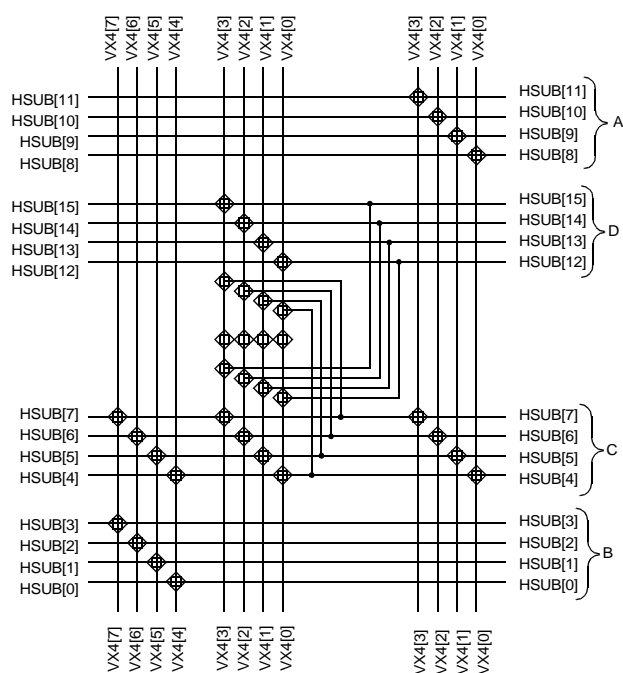 VX4[7] VX4[6] VX4[5] VX4[4] VX4[3] VX4[2] VX4[1] VX4[0] VX4[3] VX4[2] VX4[1] VX4[0]
HSUB[11] HSUB[11]
HSUB[10] HSUB[10]
HSUB[9] HSUB[9]
HSUB[8] HSUB[8]
A
HSUB[15] HSUB[15]
HSUB[14] HSUB[14]
HSUB[13] HSUB[13]
HSUB[12] HSUB[12]
D
HSUB[7] HSUB[7]
HSUB[6] HSUB[6]
HSUB[5] HSUB[5]
HSUB[4] HSUB[4]
C
HSUB[3] HSUB[3]
HSUB[2] HSUB[2]
HSUB[1] HSUB[1]
HSUB[0] HSUB[0]
B
VX4[7] VX4[6] VX4[5] VX4[4] VX4[3] VX4[2] VX4[1] VX4[0] VX4[3] VX4[2] VX4[1] VX4[0]